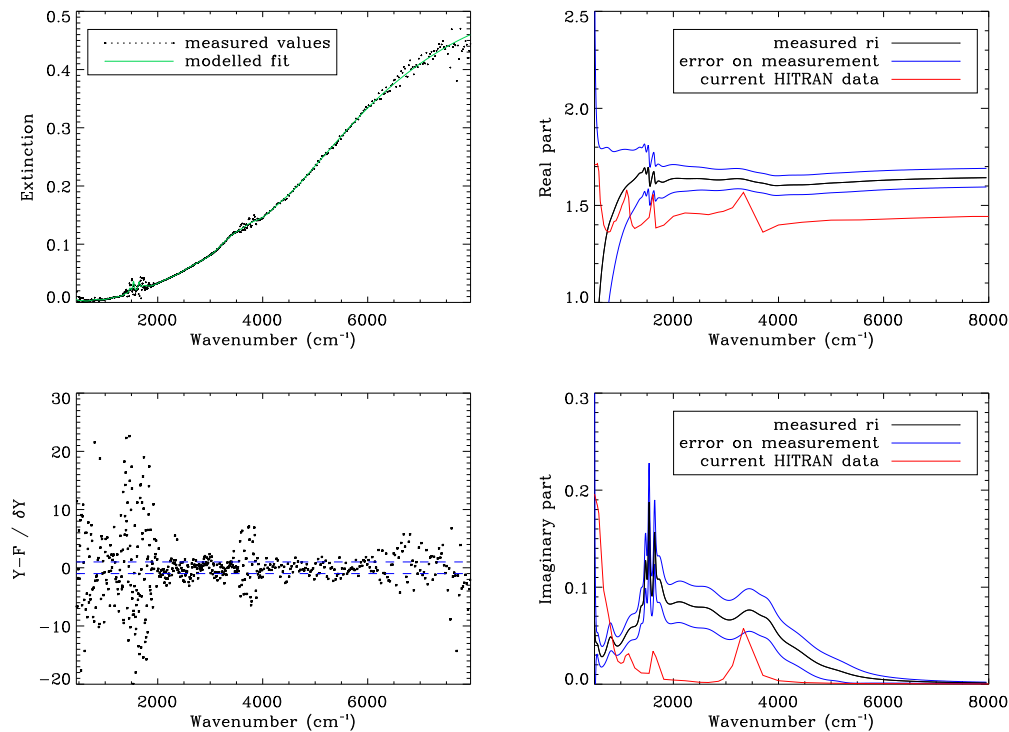 0.5
0.4
0.3
0.2
0.1
0.0
Extinction
measured values
modelled fit
2000 4000 6000
Wavenumber (cm⁻¹)
2.5
2.0
1.5
1.0
Real part
measured ri
error on measurement
current HITRAN data
2000 4000 6000 8000
Wavenumber (cm⁻¹)
30
20
10
0
−10
−20
Y−F / δY
2000 4000 6000
Wavenumber (cm⁻¹)
0.3
0.2
0.1
0.0
Imaginary part
measured ri
error on measurement
current HITRAN data
2000 4000 6000 8000
Wavenumber (cm⁻¹)